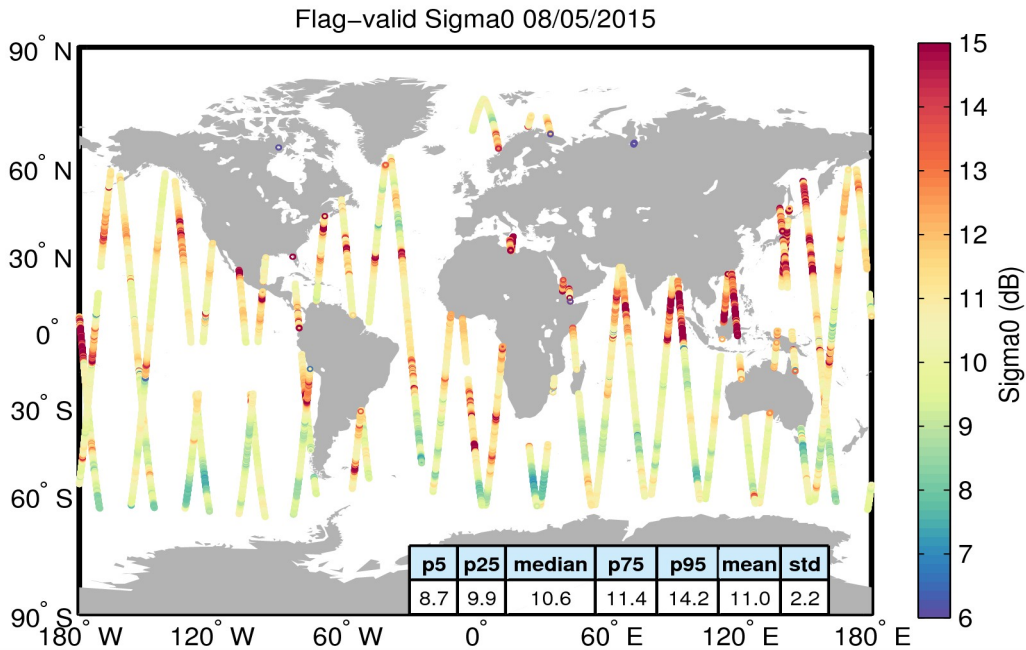 Flag−valid Sigma0 08/05/2015
90° N
60° N
30° N
0°
30° S
60° S
90° S
180° W
120° W
60° W
0°
60° E
120° E
180° E
p5 p25 median p75 p95 mean std
8.7 9.9 10.6 11.4 14.2 11.0 2.2
15
14
13
12
11
10
9
8
7
6
Sigma0 (dB)